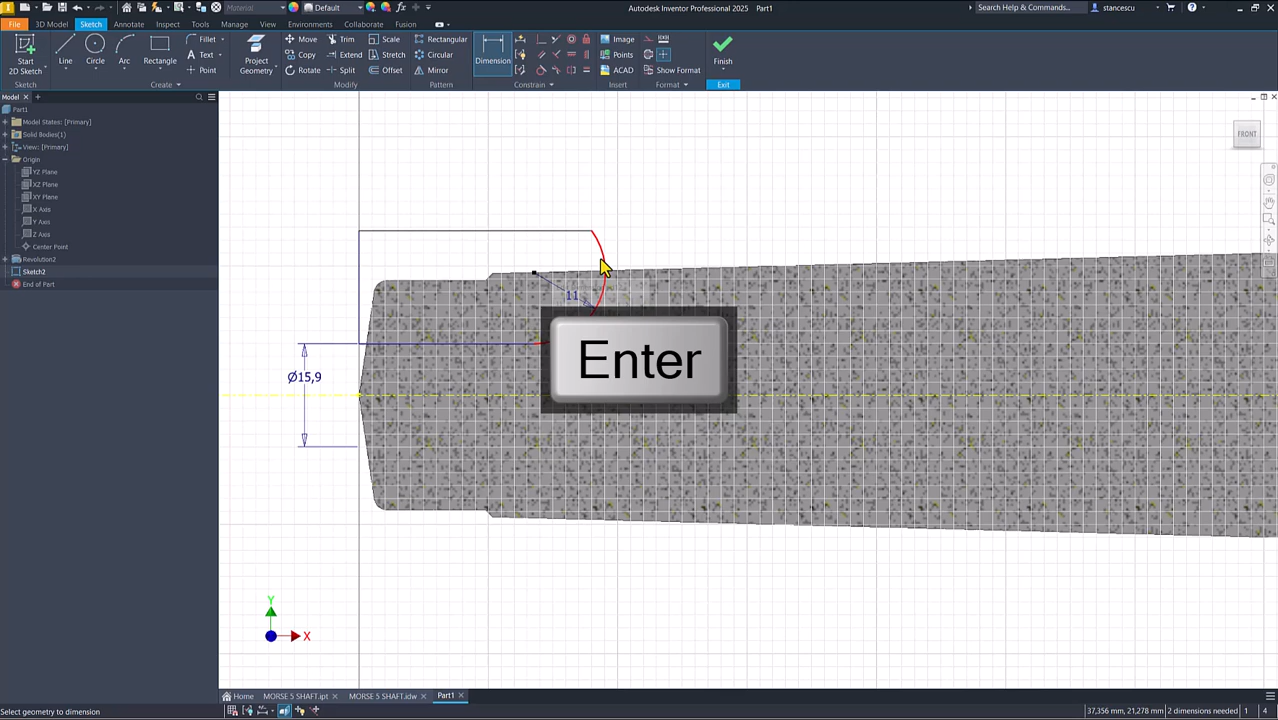 Material
Default
Autodesk Inventor Professional 2025 Part1
Search Help & Commands...
stancescu
File 3D Model Sketch Annotate Inspect Tools Manage View Environments Collaborate Fusion
Start
2D Sketch
Line
Circle
Arc
Rectangle
Fillet
Text
Point
Project
Geometry
Move
Copy
Rotate
Trim
Extend
Split
Scale
Stretch
Offset
Rectangular
Circular
Mirror
Dimension
Image
Points
ACAD
Show Format
Finish
Sketch Create Modify Pattern Constrain Insert Format Exit
Model
Part1
Model States: [Primary]
Solid Bodies(1)
View: [Primary]
Origin
YZ Plane
XZ Plane
XY Plane
X Axis
Y Axis
Z Axis
Center Point
Revolution2
Sketch2
End of Part
FRONT
11
Enter
Ø15,9
Y
X
Home MORSE 5 SHAFT.ipt MORSE 5 SHAFT.idw Part1
Select geometry to dimension
37,356 mm, 21,278 mm 2 dimensions needed 1 4